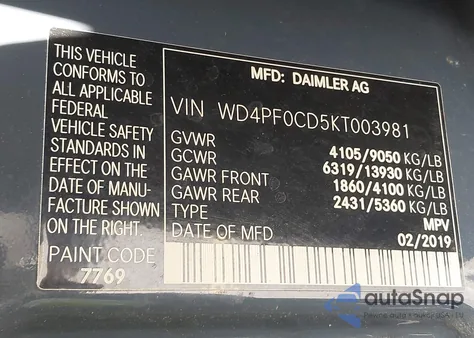 THIS VEHICLE
CONFORMS TO
ALL APPLICABLE
FEDERAL
VEHICLE SAFETY
STANDARDS IN
EFFECT ON THE
DATE OF MANU-
FACTURE SHOWN
ON THE RIGHT.
PAINT CODE
7769
MFD: DAIMLER AG
VIN WD4PF0CD5KT003981
GVWR 4105/9050 KG/LB
GCWR 6319/13930 KG/LB
GAWR FRONT 1860/4100 KG/LB
GAWR REAR 2431/5360 KG/LB
TYPE MPV
DATE OF MFD 02/2019
autoSnap